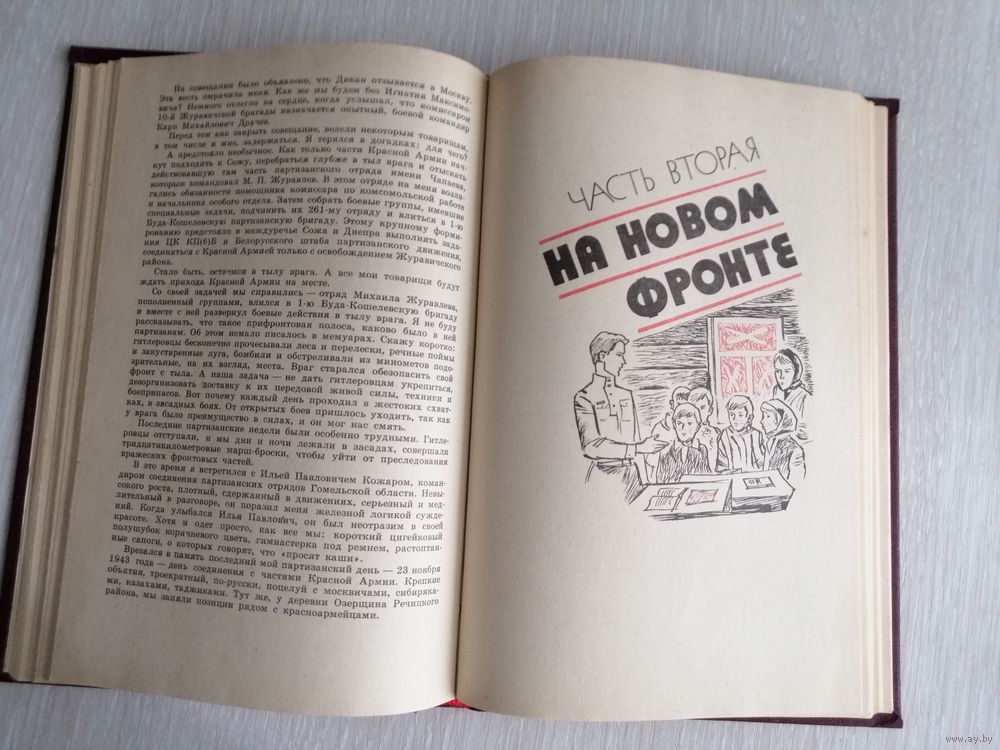 На совещании было объявлено, что Дикан отзывается в Москву.
Эта весть омрачила меня. Как же мы будем без Игнатия Максимо-
вича? Немного отлегло на сердце, когда услышал, что комиссаром
10-й Журавичской бригады назначается опытный, боевой командир
Карп Михайлович Драчев.
Перед тем как закрыть совещание, велели некоторым товарищам,
в том числе и мне, задержаться. Я терялся в догадках: для чего?
А предстояло необычное. Как только части Красной Армии нач-
нут подходить к Сожу, перебраться глубже в тыл врага и отыскать
действовавшую там часть партизанского отряда имени Чапаева,
которым командовал М. П. Журавлев. В этом отряде на меня возла-
гались обязанности помощника комиссара по комсомольской работе
и начальника особого отдела. Затем собрать боевые группы, имевшие
специальные задачи, подчинить их 261-му отряду и влиться в 1-ю
Буда-Кошелевскую партизанскую бригаду. Этому крупному форми-
рованию предстояло в междуречье Сожа и Днепра выполнять зада-
ния ЦК КП(б)Б и Белорусского штаба партизанского движения,
соединиться с Красной Армией только с освобождением Журавичского
района.
Стало быть, остаемся в тылу врага. А все мои товарищи будут
ждать прихода Красной Армии на месте.
Со своей задачей мы справились — отряд Михаила Журавлева,
пополненный группами, влился в 1-ю Буда-Кошелевскую бригаду
и вместе с ней развернул боевые действия в тылу врага. Я не буду
рассказывать, что такое прифронтовая полоса, каково было в ней
партизанам. Об этом немало писалось в мемуарах. Скажу коротко:
гитлеровцы бесконечно прочесывали леса и перелески, речные поймы
и закустаренные луга, бомбили и обстреливали из минометов подо-
зрительные, на их взгляд, места. Враг старался обезопасить свой
фронт с тыла. А наша задача — не дать гитлеровцам укрепиться,
дезорганизовать доставку к их передовой живой силы, техники и
боеприпасов. Вот почему каждый день проходил в жестоких схват-
ках, в засадных боях. От открытых боев пришлось уходить, так как
у врага было преимущество в силах, и он мог нас смять.
Последние партизанские недели были особенно трудными. Гитле-
ровцы отступали, и мы дни и ночи лежали в засадах, совершали
тридцатикилометровые марш-броски, чтобы уйти от преследования
вражеских фронтовых частей.
В это время я встретился с Ильей Павловичем Кожаром, коман-
диром соединения партизанских отрядов Гомельской области. Невы-
сокого роста, плотный, сдержанный в движениях, серьезный и мед-
лительный в разговоре, он поразил меня железной логикой сужде-
ний. Когда улыбался Илья Павлович, он был неотразим в своей
красоте. Хотя и одет просто, как все мы: короткий цигейковый
полушубок коричневого цвета, гимнастерка под ремнем, растоптан-
ные сапоги, о которых говорят, что «просят каши».
Врезался в память последний мой партизанский день — 23 ноября
1943 года — день соединения с частями Красной Армии. Крепкие
объятия, троекратный, по-русски, поцелуй с москвичами, сибиряка-
ми, казахами, таджиками. Тут же, у деревни Озерщина Речицкого
района, мы заняли позиции рядом с красноармейцами.
ЧАСТЬ ВТОРАЯ
НА НОВОМ
ФРОНТЕ
www.ay.by